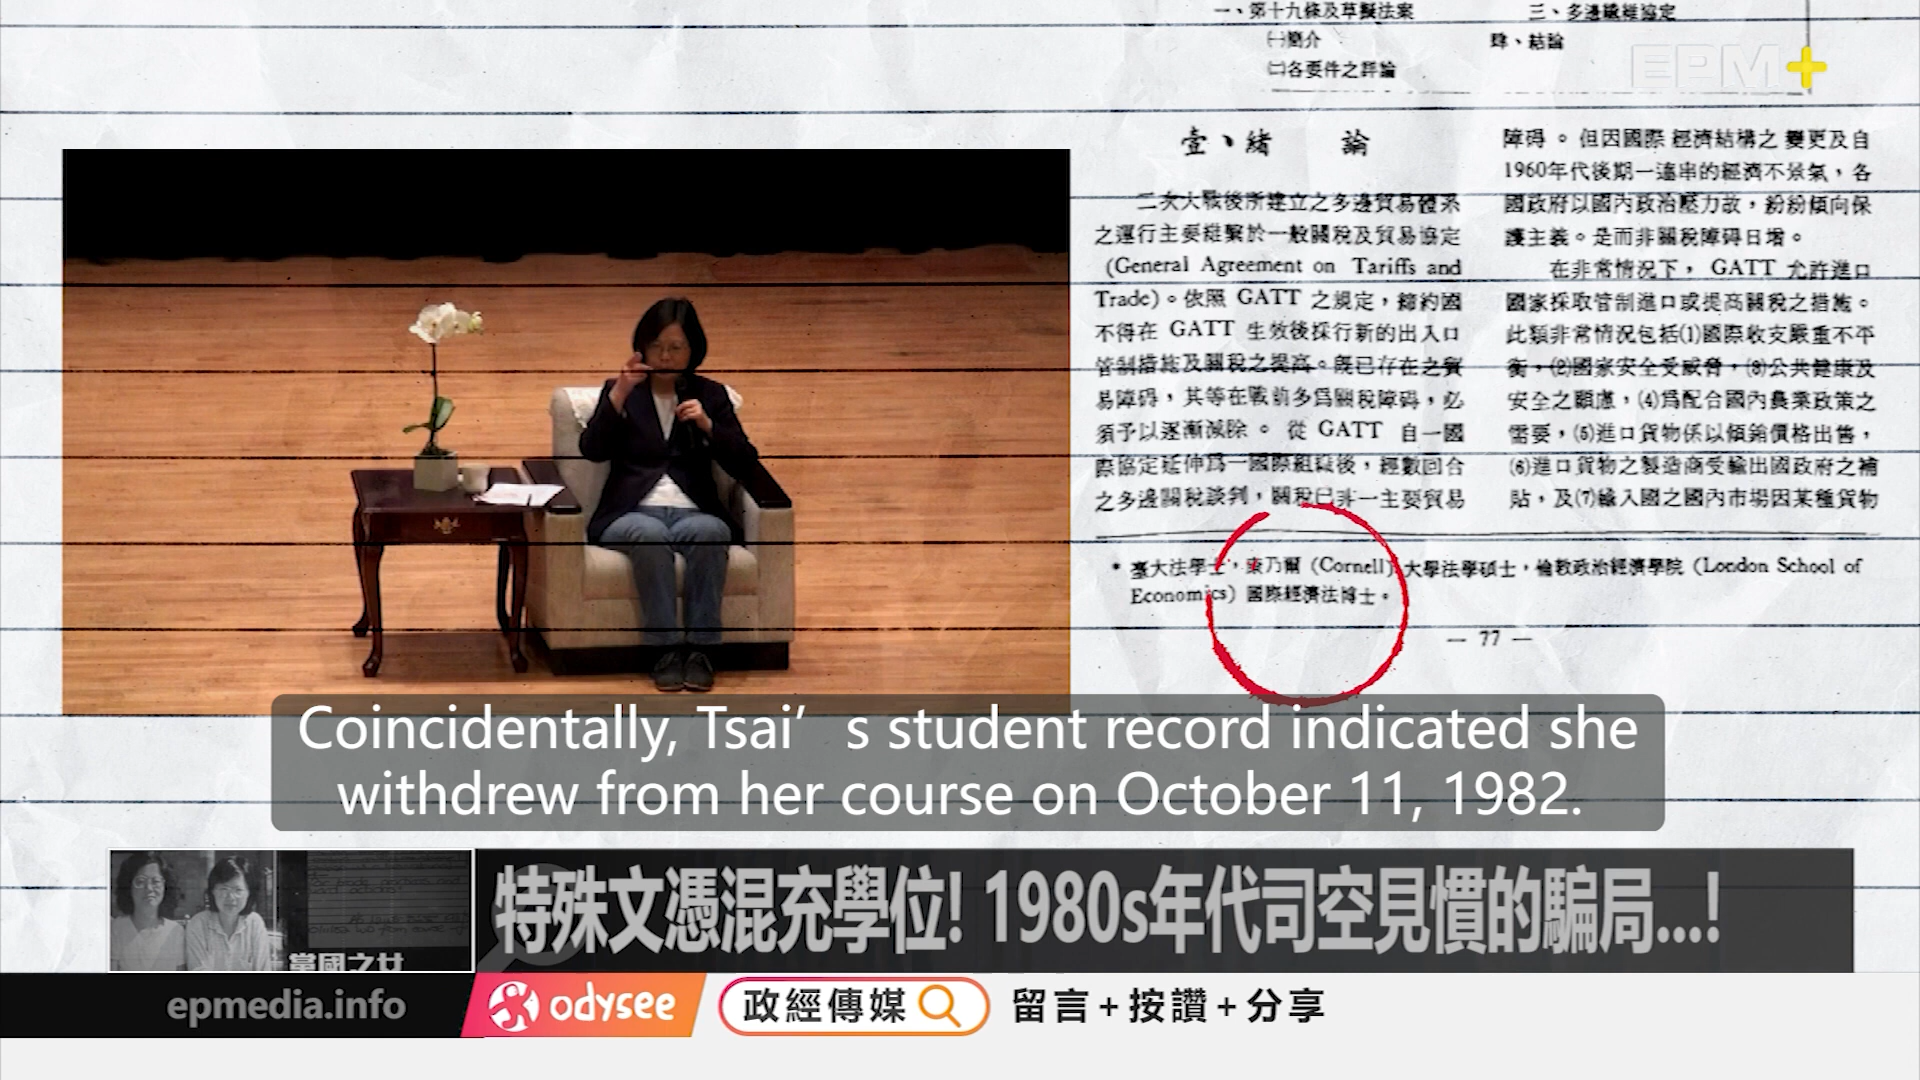 一、第十九條及草擬法案
㈠簡介
㈡各要件之評論
三、多邊纖維協定
肆、結論
EPM+
壹、緒論
二次大戰後所建立之多邊貿易體系
之運行主要維繫於一般關稅及貿易協定
(General Agreement on Tariffs and
Trade)。依照 GATT 之規定，締約國
不得在 GATT 生效後採行新的出入口
管制措施及關稅之提高。既已存在之貿
易障碍，其等在戰前多爲關稅障碍，必
須予以逐漸減除。從 GATT 自一國
際協定延伸爲一國際組織後，經數回合
之多邊關稅談判，關稅已非一主要貿易
障碍。但因國際經濟結構之變更及自
1960年代後期一連串的經濟不景氣，各
國政府以國內政治壓力故，紛紛傾向保
護主義。是而非關稅障碍日增。
在非常情況下， GATT 允許進口
國家採取管制進口或提高關稅之措施。
此類非常情況包括⑴國際收支嚴重不平
衡，⑵國家安全受威脅，⑶公共健康及
安全之顧慮，⑷爲配合國內農業政策之
需要，⑸進口貨物係以傾銷價格出售，
⑹進口貨物之製造商受輸出國政府之補
貼，及⑺輸入國之國內市場因某種貨物
* 臺大法學士，康乃爾 (Cornell) 大學法學碩士，倫敦政治經濟學院 (London School of
Economics) 國際經濟法博士。
— 77 —
Coincidentally, Tsai’s student record indicated she
withdrew from her course on October 11, 1982.
特殊文憑混充學位! 1980s年代司空見慣的騙局...!
黨國之女
epmedia.info
odysee
政經傳媒
留言+按讚+分享